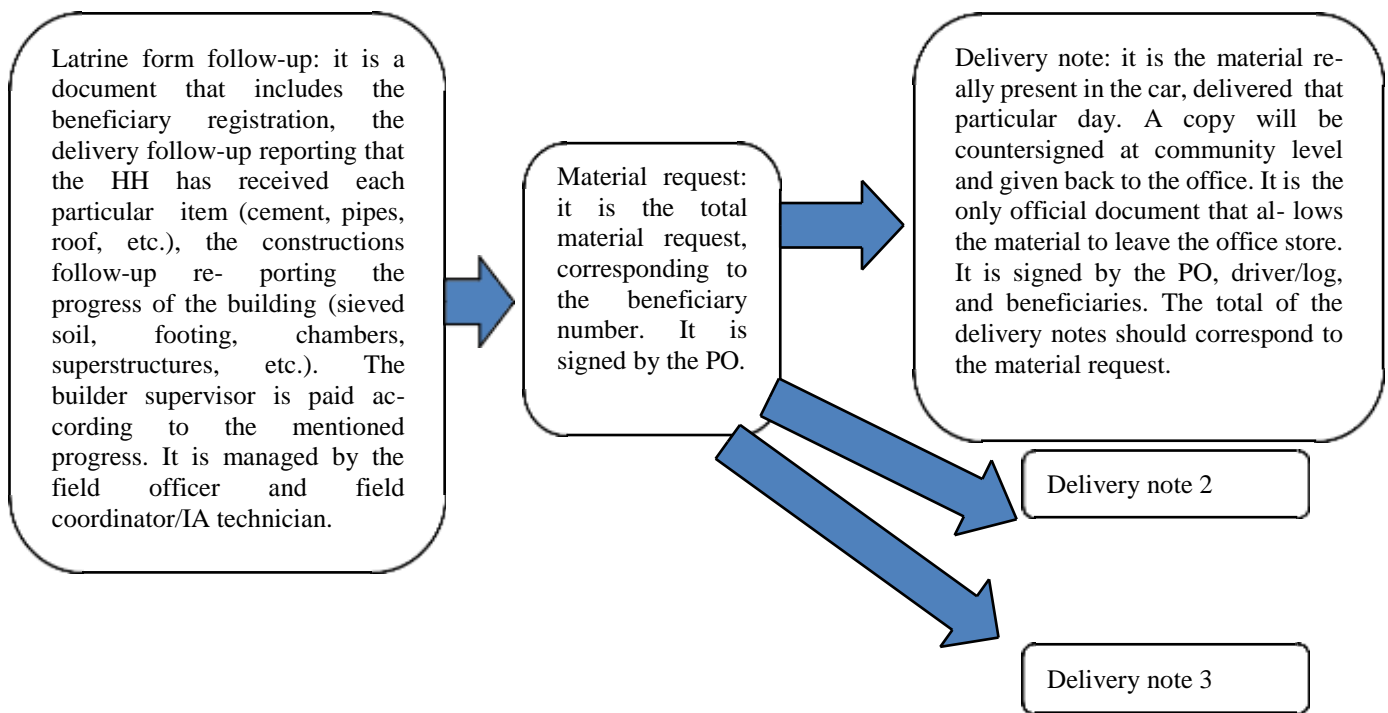 Latrine form follow-up: it is a
document that includes the
beneficiary registration, the
delivery follow-up reporting that
the HH has received each
particular item (cement, pipes,
roof, etc.), the constructions
follow-up re- porting the
progress of the building (sieved
soil, footing, chambers,
superstructures, etc.). The
builder supervisor is paid ac-
cording to the mentioned
progress. It is managed by the
field officer and field
coordinator/IA technician.
Material request:
it is the total
material request,
corresponding to
the beneficiary
number. It is
signed by the PO.
Delivery note: it is the material re-
ally present in the car, delivered that
particular day. A copy will be
countersigned at community level
and given back to the office. It is the
only official document that al- lows
the material to leave the office store.
It is signed by the PO, driver/log,
and beneficiaries. The total of the
delivery notes should correspond to
the material request.
Delivery note 2
Delivery note 3